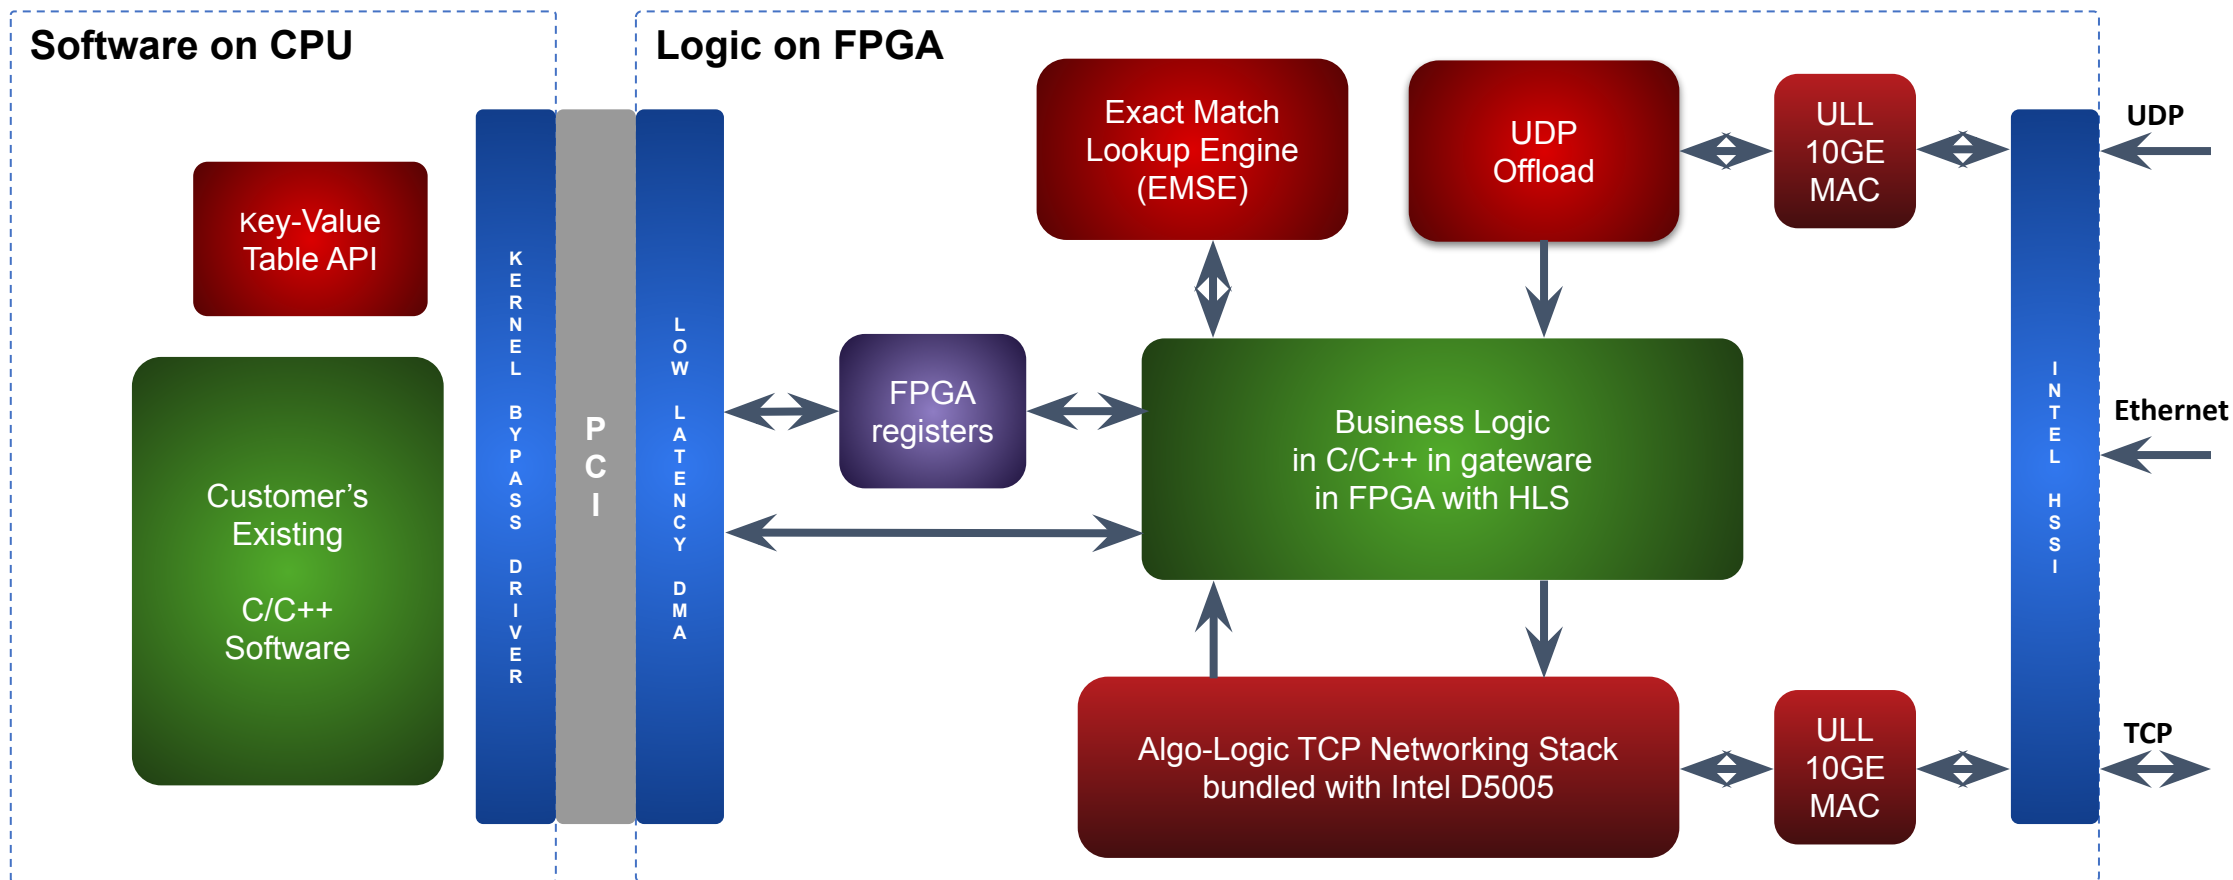 Software on CPU
Key-Value
Table API
Customer's
Existing
C/C++
Software
KERNEL BYPASS DRIVER
PCI
Logic on FPGA
LOW LATENCY DMA
FPGA
registers
Exact Match
Lookup Engine
(EMSE)
UDP
Offload
ULL
10GE
MAC
Business Logic
in C/C++ in gateware
in FPGA with HLS
Algo-Logic TCP Networking Stack
bundled with Intel D5005
ULL
10GE
MAC
INTEL HSSI
UDP
Ethernet
TCP